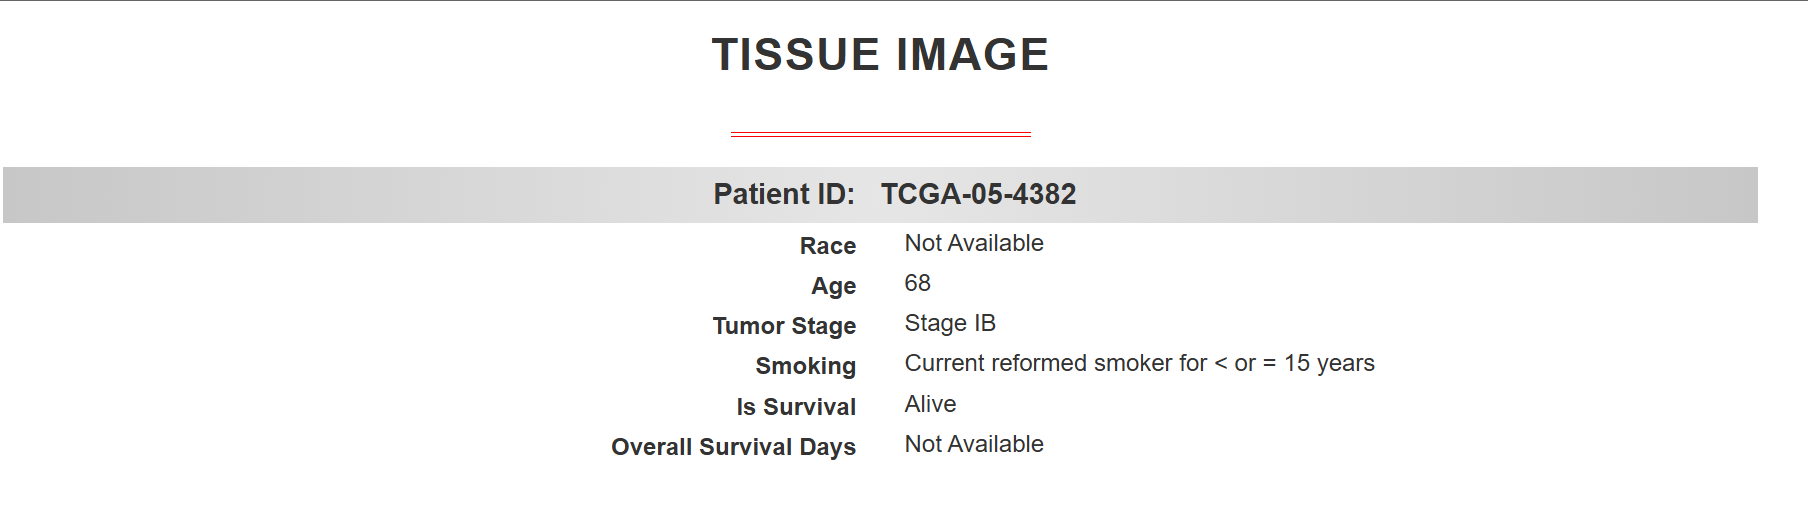 TISSUE IMAGE
Patient ID: TCGA-05-4382
Race Not Available
Age 68
Tumor Stage Stage IB
Smoking Current reformed smoker for < or = 15 years
Is Survival Alive
Overall Survival Days Not Available